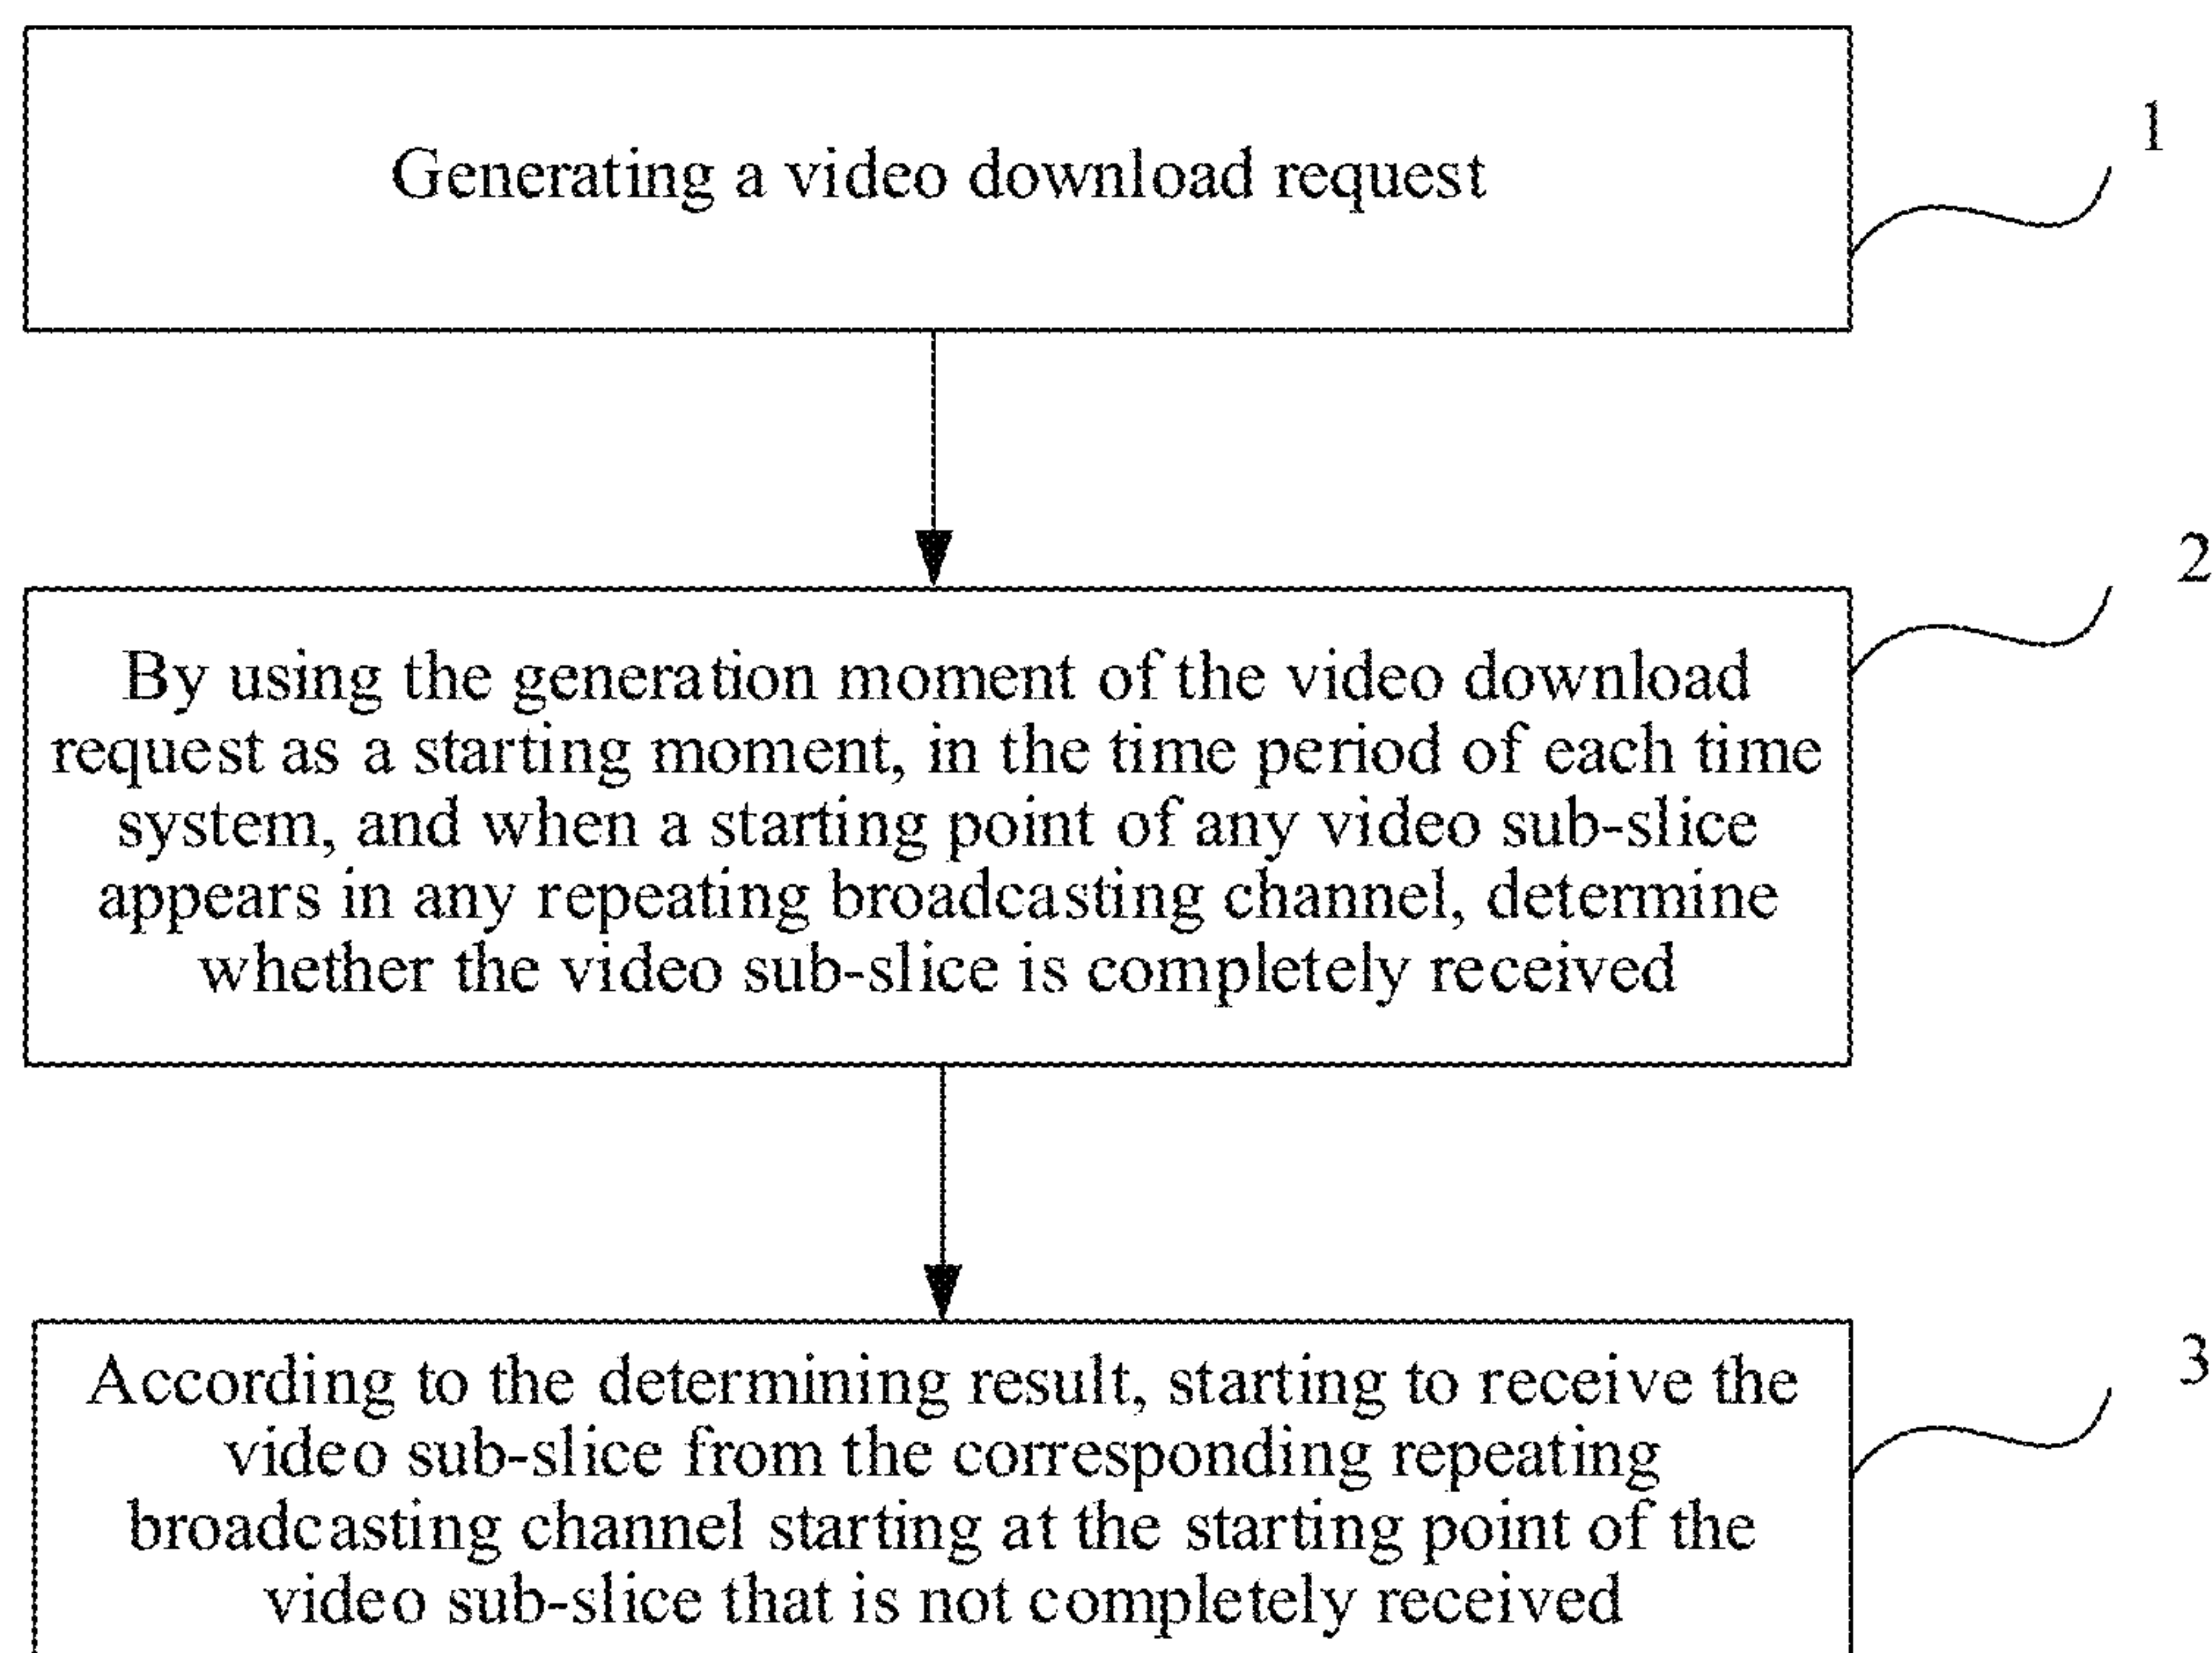 1
Generating a video download request
2
By using the generation moment of the video download
request as a starting moment, in the time period of each time
system, and when a starting point of any video sub-slice
appears in any repeating broadcasting channel, determine
whether the video sub-slice is completely received
3
According to the determining result, starting to receive the
video sub-slice from the corresponding repeating
broadcasting channel starting at the starting point of the
video sub-slice that is not completely received